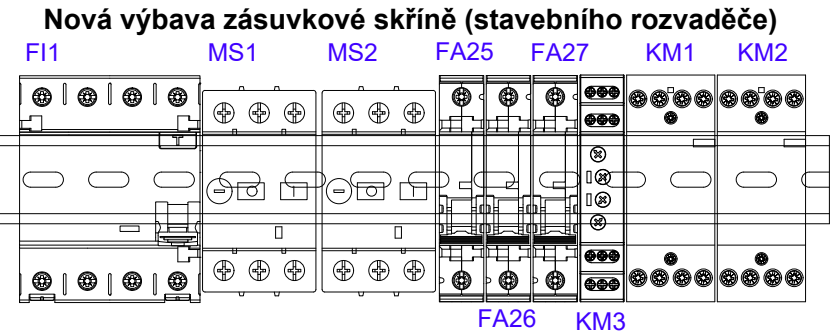 Nová výbava zásuvkové skříně (stavebního rozvaděče)
FI1 MS1 MS2 FA25 FA27 KM1 KM2
FA26 KM3